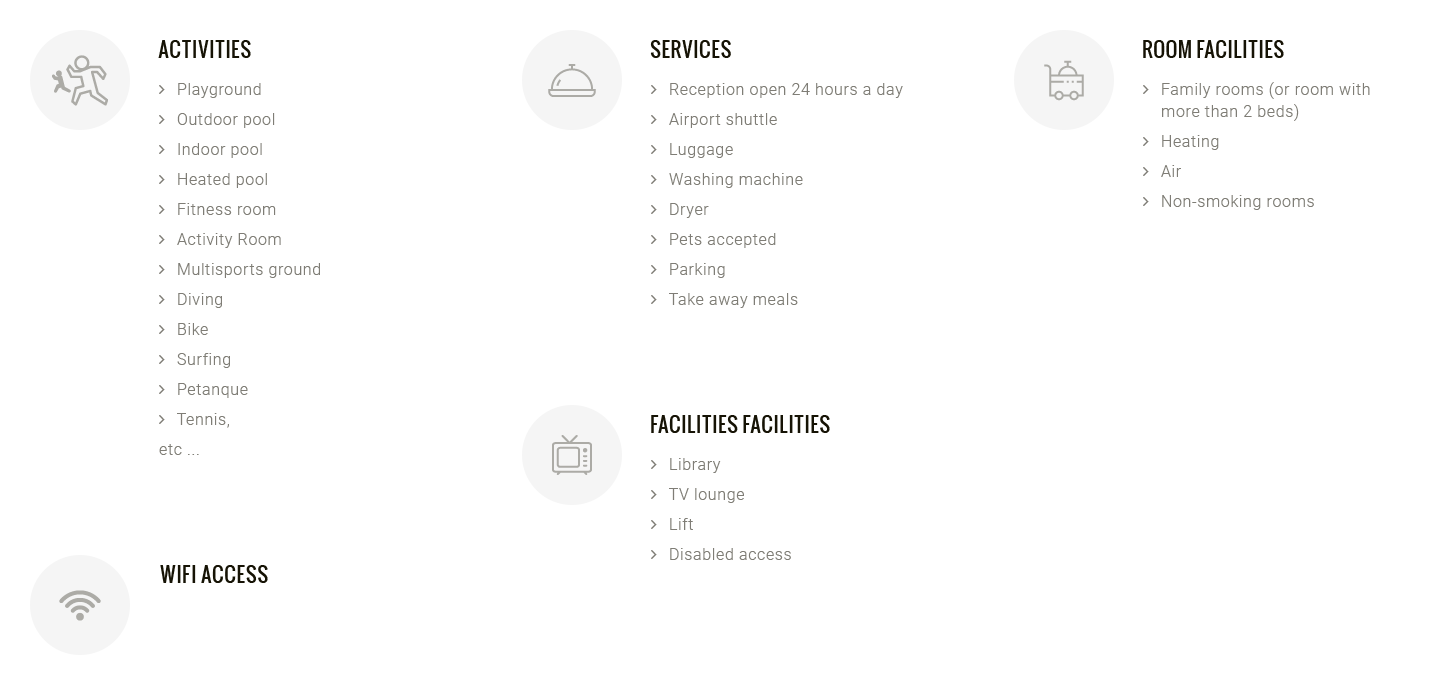 ACTIVITIES
Playground
Outdoor pool
Indoor pool
Heated pool
Fitness room
Activity Room
Multisports ground
Diving
Bike
Surfing
Petanque
Tennis,
etc ...
WIFI ACCESS
SERVICES
Reception open 24 hours a day
Airport shuttle
Luggage
Washing machine
Dryer
Pets accepted
Parking
Take away meals
FACILITIES FACILITIES
Library
TV lounge
Lift
Disabled access
ROOM FACILITIES
Family rooms (or room with
more than 2 beds)
Heating
Air
Non-smoking rooms